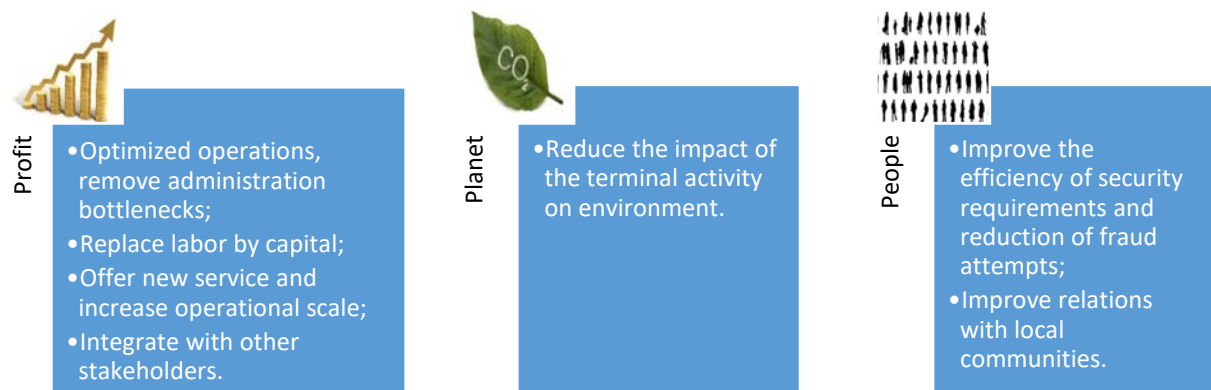 Profit
•Optimized operations,
remove administration
bottlenecks;
•Replace labor by capital;
•Offer new service and
increase operational scale;
•Integrate with other
stakeholders.
CO2
Planet
•Reduce the impact of
the terminal activity
on environment.
People
•Improve the
efficiency of security
requirements and
reduction of fraud
attempts;
•Improve relations
with local
communities.